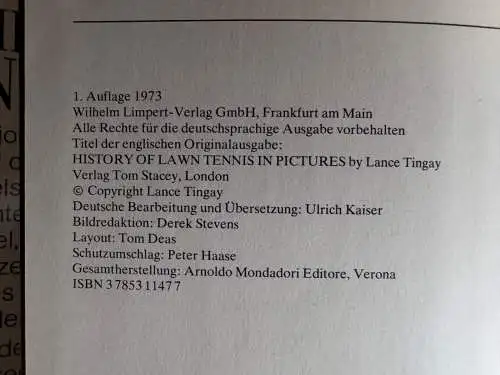 1. Auflage 1973
Wilhelm Limpert-Verlag GmbH, Frankfurt am Main
Alle Rechte für die deutschsprachige Ausgabe vorbehalten
Titel der englischen Originalausgabe:
HISTORY OF LAWN TENNIS IN PICTURES by Lance Tingay
Verlag Tom Stacey, London
© Copyright Lance Tingay
Deutsche Bearbeitung und Übersetzung: Ulrich Kaiser
Bildredaktion: Derek Stevens
Layout: Tom Deas
Schutzumschlag: Peter Haase
Gesamtherstellung: Arnoldo Mondadori Editore, Verona
ISBN 3 7853 1147 7